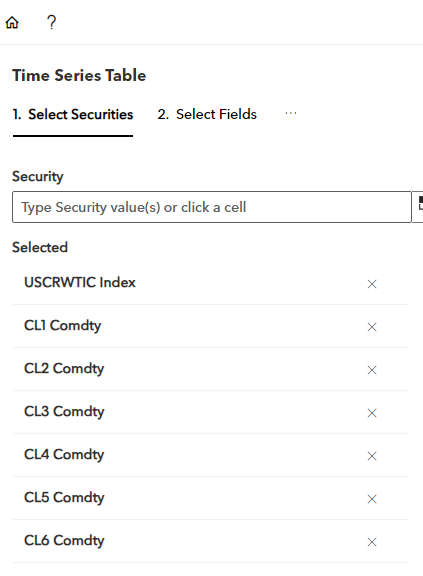 ?
Time Series Table
1. Select Securities 2. Select Fields ...
Security
Type Security value(s) or click a cell
Selected
USCRWTIC Index
CL1 Comdty
CL2 Comdty
CL3 Comdty
CL4 Comdty
CL5 Comdty
CL6 Comdty